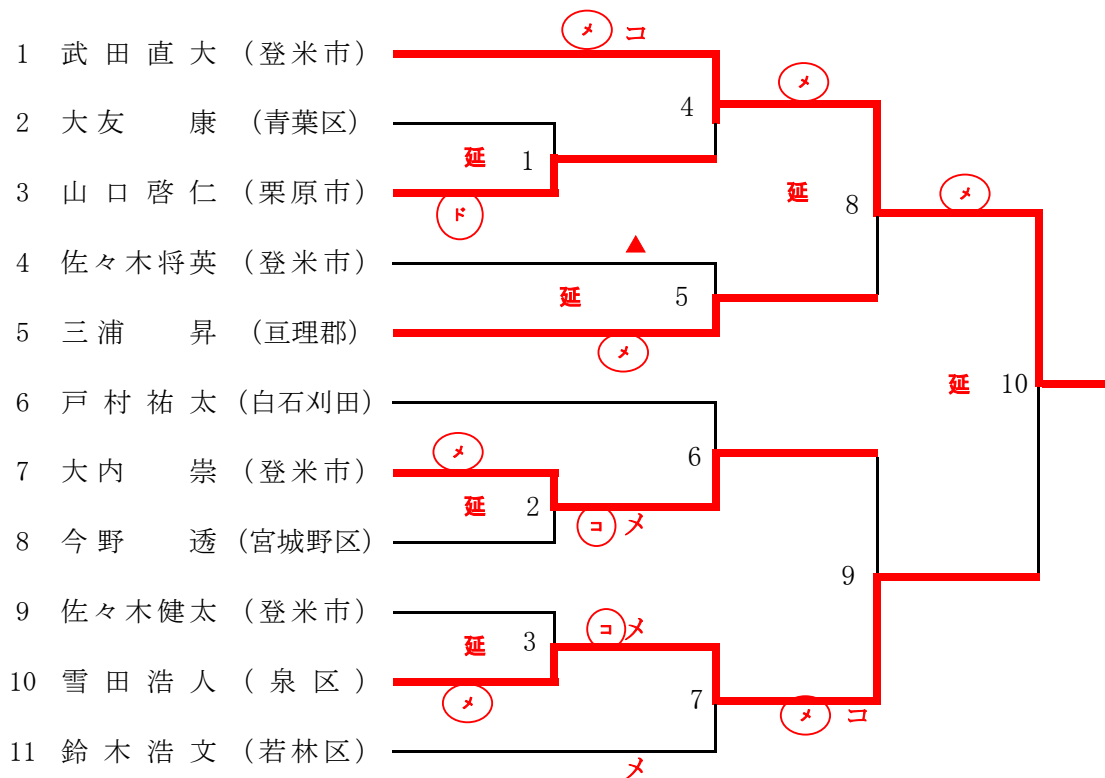 メ コ
1 武田直大 (登米市)
メ
4
2 大友 康 (青葉区)
延 1
3 山口啓仁 (栗原市)
ド
延 8
メ
4 佐々木将英 (登米市)
▲
延 5
5 三浦 昇 (亘理郡)
メ
延 10
6 戸村祐太 (白石刈田)
メ
6
7 大内 崇 (登米市)
延 2
コ メ
8 今野 透 (宮城野区)
9
9 佐々木健太 (登米市)
コ メ
延 3
10 雪田浩人 (泉区)
メ
7
メ コ
11 鈴木浩文 (若林区)
メ